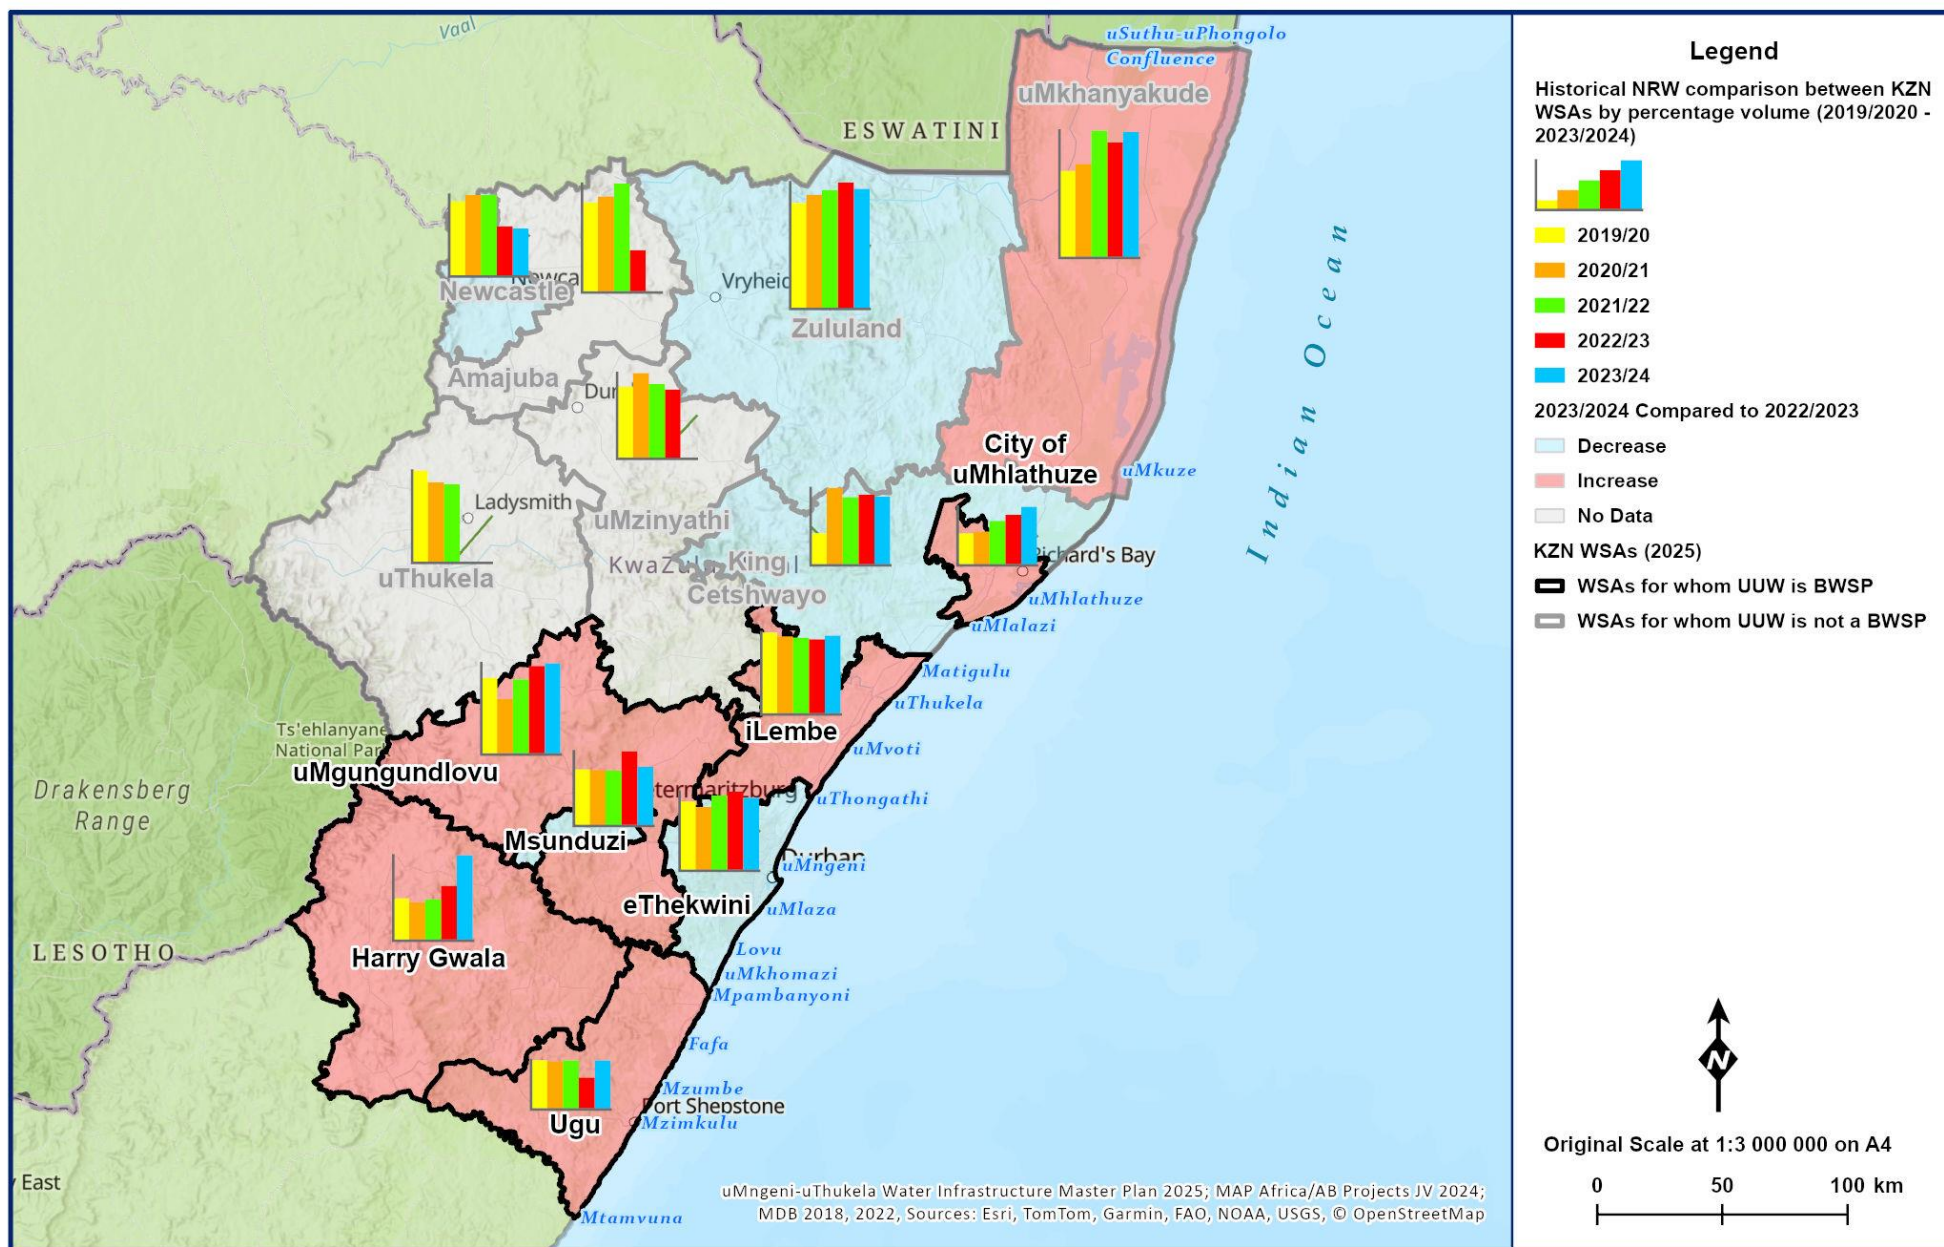 Vaal
uSuthu-uPhongolo
Confluence
uMkhanyakude
ESWATINI
Newca
Newcastle
Vryheid
Zululand
Amajuba
Dun
City of
uMhlathuze
uMkuze
Indian Ocean
Ladysmith
uThukela
uMzinyathi
King
Cetshwayo
Richard's Bay
uMhlathuze
uMlalazi
Matigulu
uThukela
iLembe
uMvoti
Ts'ehlanyane
National Park
uMgungundlovu
Drakensberg
Range
termaritzburg
uThongathi
Msunduzi
Durban
uMngeni
eThekwini
uMlaza
LESOTHO
Harry Gwala
Lovu
uMkhomazi
Mpambanyoni
Fafa
Mzumbe
Port Shepstone
Ugu
Mzimkulu
East
Mtamvuna
uMngeni-uThukela Water Infrastructure Master Plan 2025; MAP Africa/AB Projects JV 2024;
MDB 2018, 2022, Sources: Esri, TomTom, Garmin, FAO, NOAA, USGS, © OpenStreetMap
Legend
Historical NRW comparison between KZN
WSAs by percentage volume (2019/2020 -
2023/2024)
2019/20
2020/21
2021/22
2022/23
2023/24
2023/2024 Compared to 2022/2023
Decrease
Increase
No Data
KZN WSAs (2025)
WSAs for whom UUW is BWSP
WSAs for whom UUW is not a BWSP
N
Original Scale at 1:3 000 000 on A4
0 50 100 km